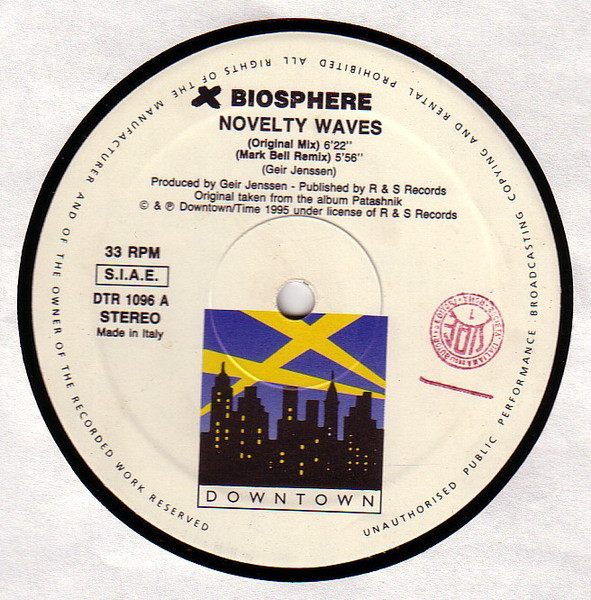 BIOSPHERE
NOVELTY WAVES
(Original Mix) 6'22"
(Mark Bell Remix) 5'56"
(Geir Jenssen)
Produced by Geir Jenssen - Published by R & S Records
Original taken from the album Patashnik
© & ℗ Downtown/Time 1995 under license of R & S Records
33 RPM
S.I.A.E.
DTR 1096 A
STEREO
Made in Italy
DOWNTOWN
ALL RIGHTS OF THE MANUFACTURER AND OF THE OWNER OF THE RECORDED WORK RESERVED
UNAUTHORISED PUBLIC PERFORMANCE · BROADCASTING COPYING AND RENTAL PROHIBITED